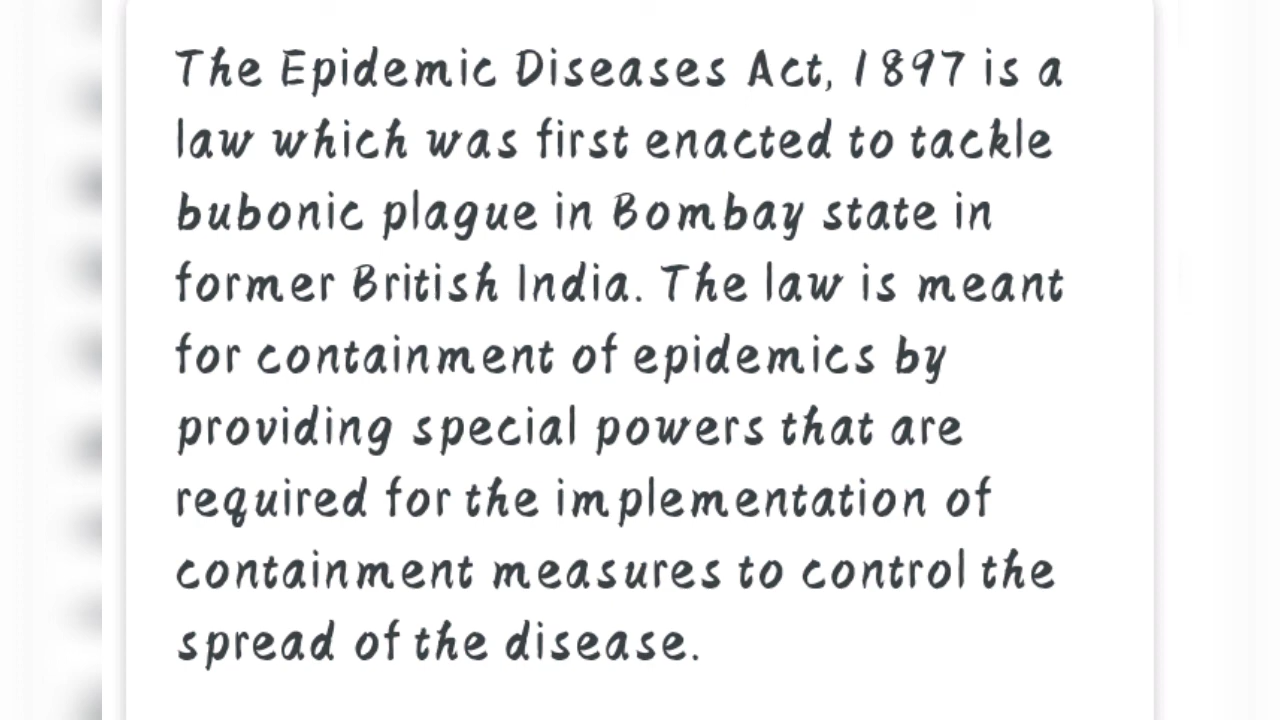 The Epidemic Diseases Act, 1897 is a
law which was first enacted to tackle
bubonic plague in Bombay state in
former British India. The law is meant
for containment of epidemics by
providing special powers that are
required for the implementation of
containment measures to control the
spread of the disease.